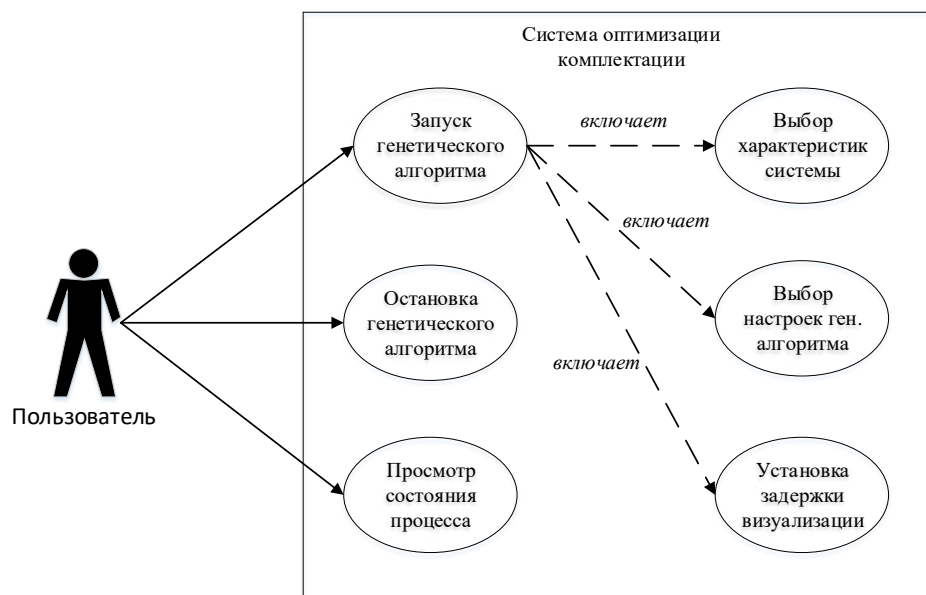 Система оптимизации
комплектации
Запуск
генетического
алгоритма
включает
Выбор
характеристик
системы
включает
Остановка
генетического
алгоритма
Выбор
настроек ген.
алгоритма
включает
Пользователь
Просмотр
состояния
процесса
Установка
задержки
визуализации